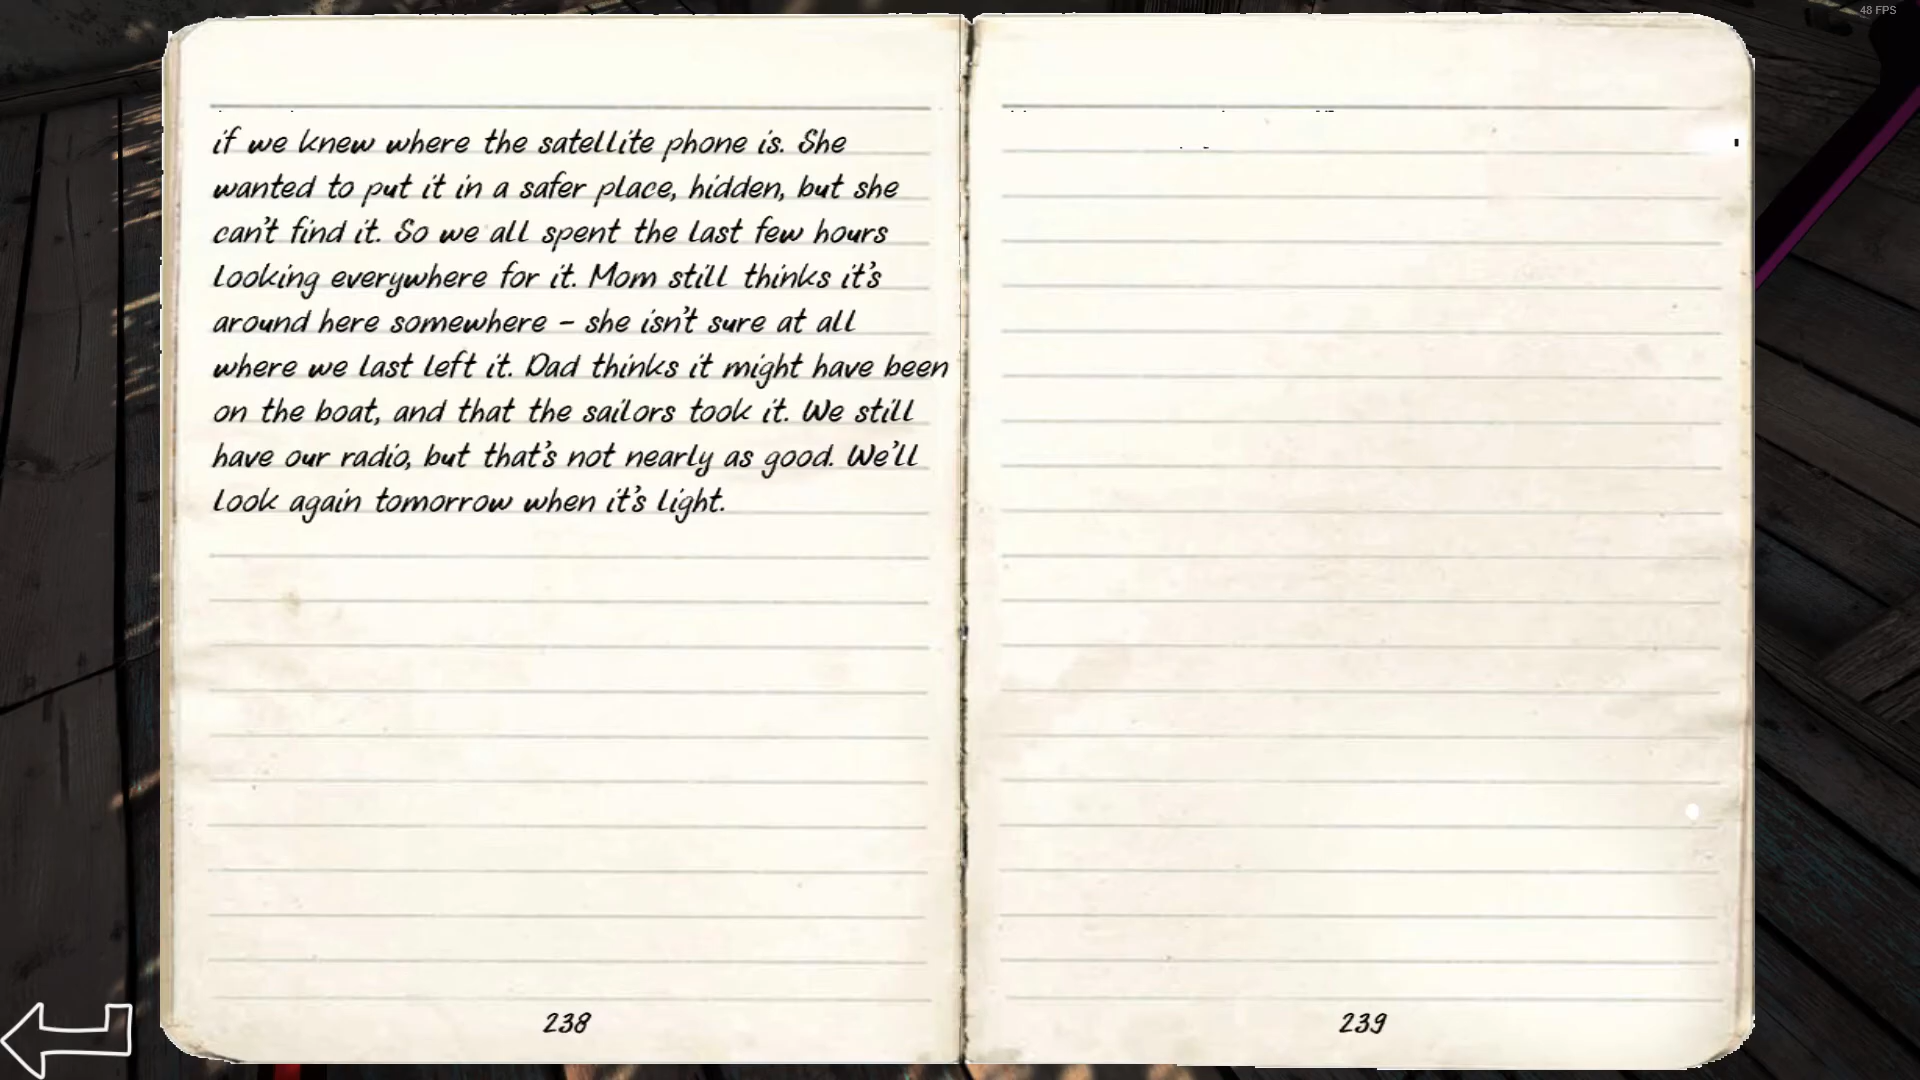 48 FPS
if we knew where the satellite phone is. She
wanted to put it in a safer place, hidden, but she
can't find it. So we all spent the last few hours
looking everywhere for it. Mom still thinks it's
around here somewhere – she isn't sure at all
where we last left it. Dad thinks it might have been
on the boat, and that the sailors took it. We still
have our radio, but that's not nearly as good. We'll
look again tomorrow when it's light.
238
239